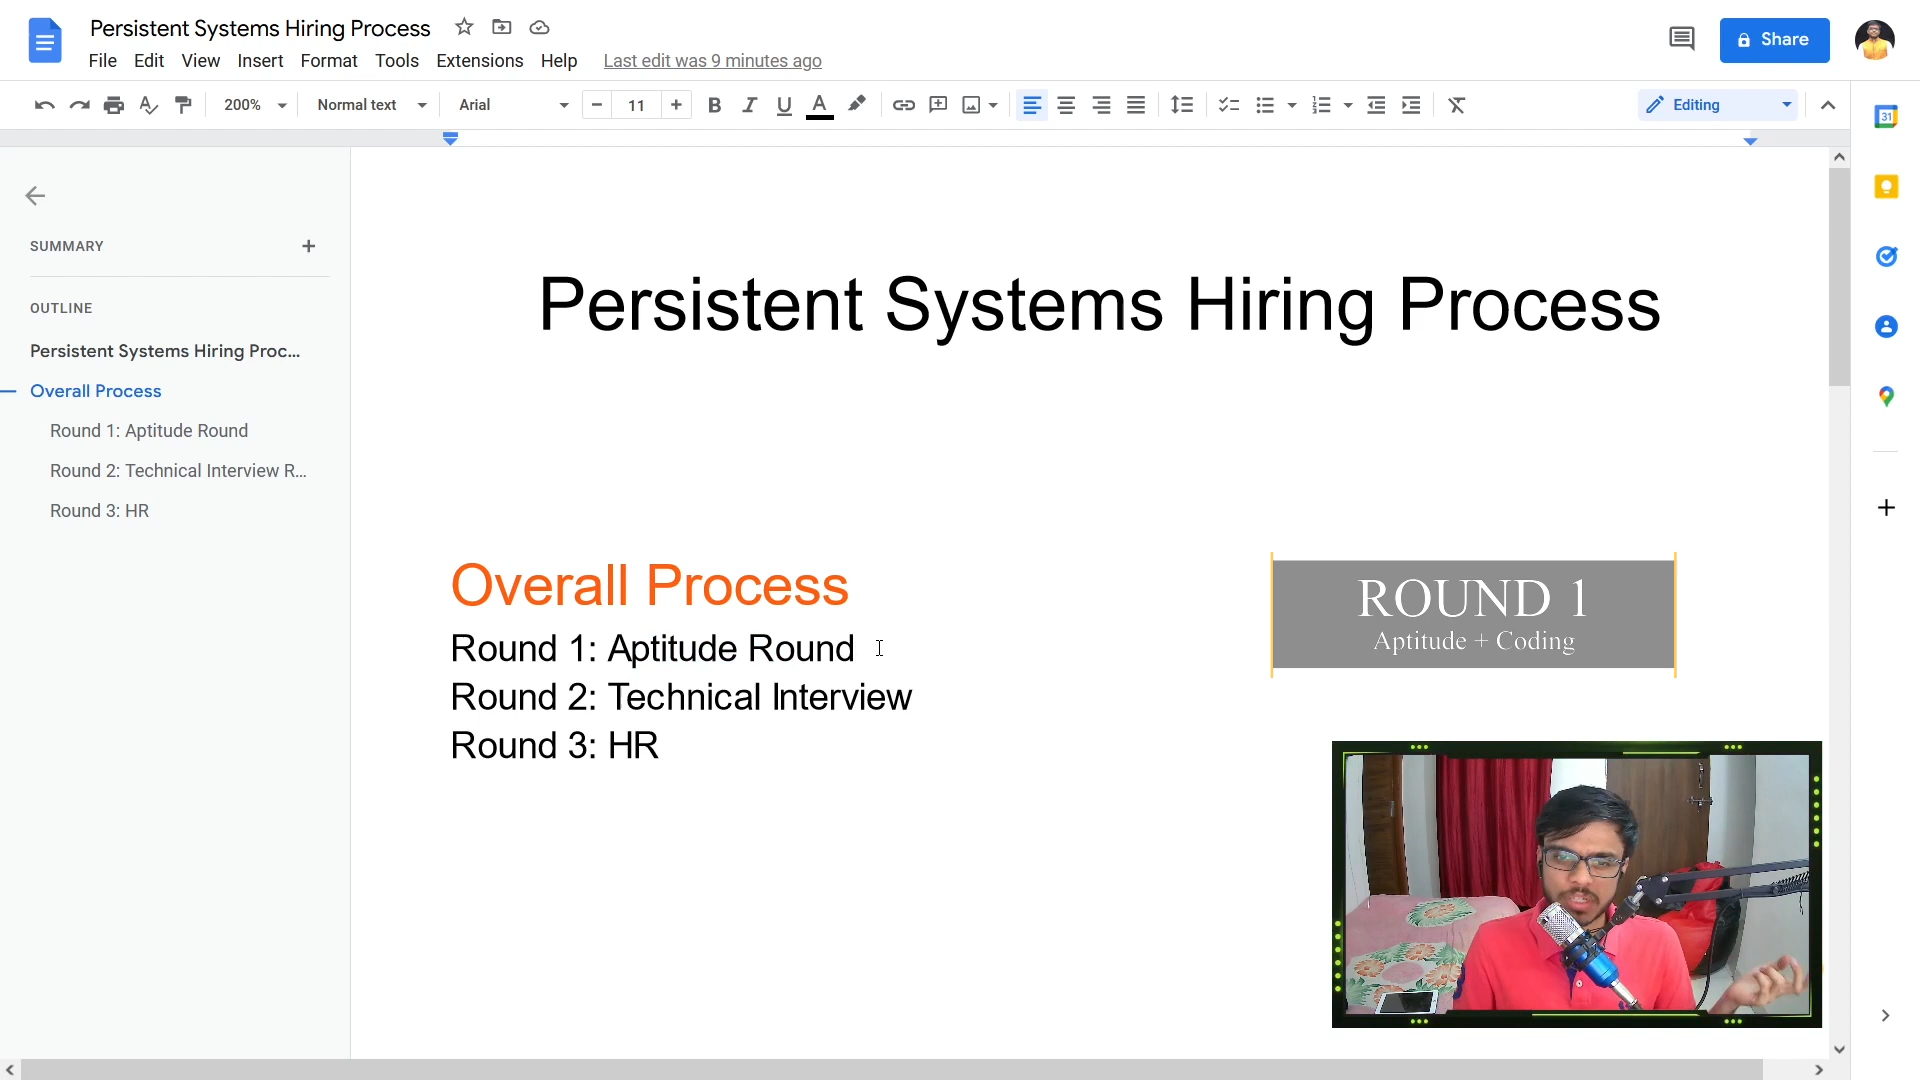 Persistent Systems Hiring Process
File Edit View Insert Format Tools Extensions Help Last edit was 9 minutes ago
Share
200% Normal text Arial 11
Editing
31
SUMMARY
OUTLINE
Persistent Systems Hiring Proc...
Overall Process
Round 1: Aptitude Round
Round 2: Technical Interview R...
Round 3: HR
Persistent Systems Hiring Process
Overall Process
Round 1: Aptitude Round
Round 2: Technical Interview
Round 3: HR
ROUND 1
Aptitude + Coding